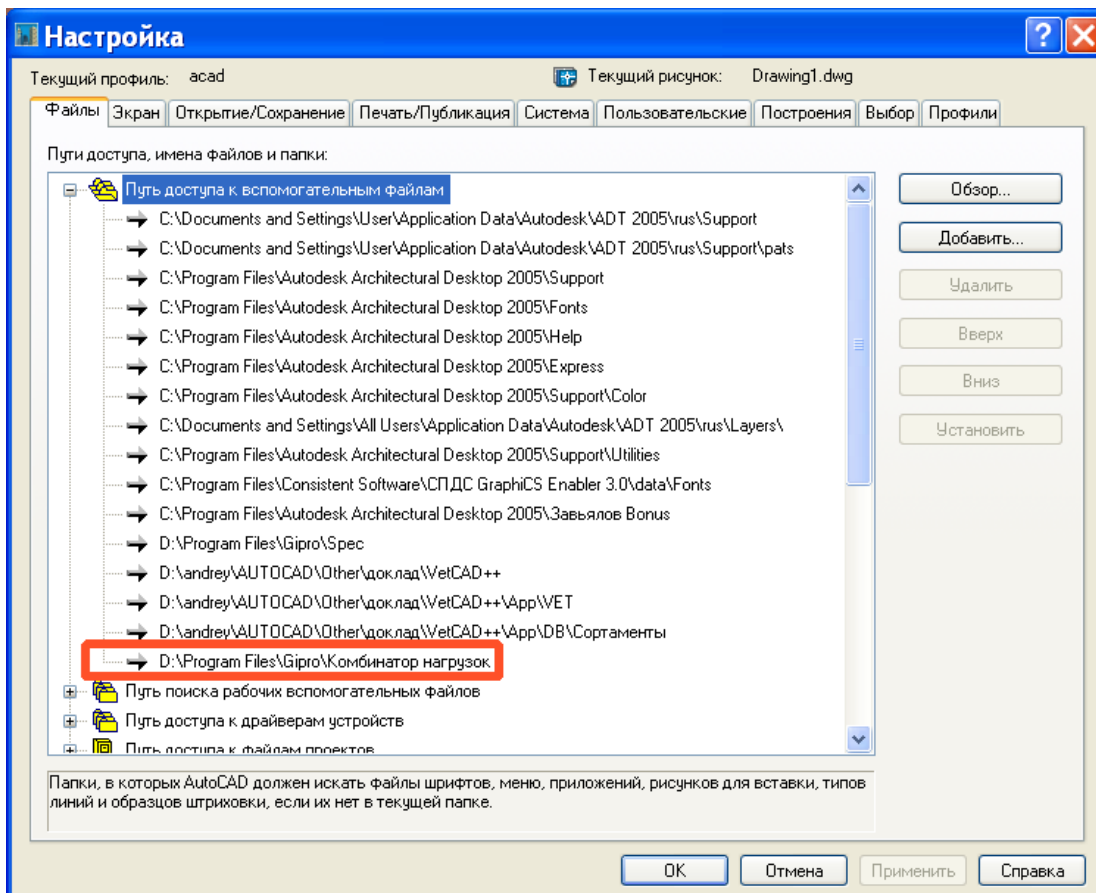 Настройка
Текущий профиль: acad Текущий рисунок: Drawing1.dwg
Файлы Экран Открытие/Сохранение Печать/Публикация Система Пользовательские Построения Выбор Профили
Пути доступа, имена файлов и папки:
Путь доступа к вспомогательным файлам
C:\Documents and Settings\User\Application Data\Autodesk\ADT 2005\rus\Support
C:\Documents and Settings\User\Application Data\Autodesk\ADT 2005\rus\Support\pats
C:\Program Files\Autodesk Architectural Desktop 2005\Support
C:\Program Files\Autodesk Architectural Desktop 2005\Fonts
C:\Program Files\Autodesk Architectural Desktop 2005\Help
C:\Program Files\Autodesk Architectural Desktop 2005\Express
C:\Program Files\Autodesk Architectural Desktop 2005\Support\Color
C:\Documents and Settings\All Users\Application Data\Autodesk\ADT 2005\rus\Layers\
C:\Program Files\Autodesk Architectural Desktop 2005\Support\Utilities
C:\Program Files\Consistent Software\СПДС GraphiCS Enabler 3.0\data\Fonts
C:\Program Files\Autodesk Architectural Desktop 2005\Завьялов Bonus
D:\Program Files\Gipro\Spec
D:\andrey\AUTOCAD\Other\доклад\VetCAD++
D:\andrey\AUTOCAD\Other\доклад\VetCAD++\App\VET
D:\andrey\AUTOCAD\Other\доклад\VetCAD++\App\DB\Сортаменты
D:\Program Files\Gipro\Комбинатор нагрузок
Путь поиска рабочих вспомогательных файлов
Путь доступа к драйверам устройств
Путь доступа к файлам проектов
Обзор...
Добавить...
Удалить
Вверх
Вниз
Установить
Папки, в которых AutoCAD должен искать файлы шрифтов, меню, приложений, рисунков для вставки, типов
линий и образцов штриховки, если их нет в текущей папке.
OK Отмена Применить Справка